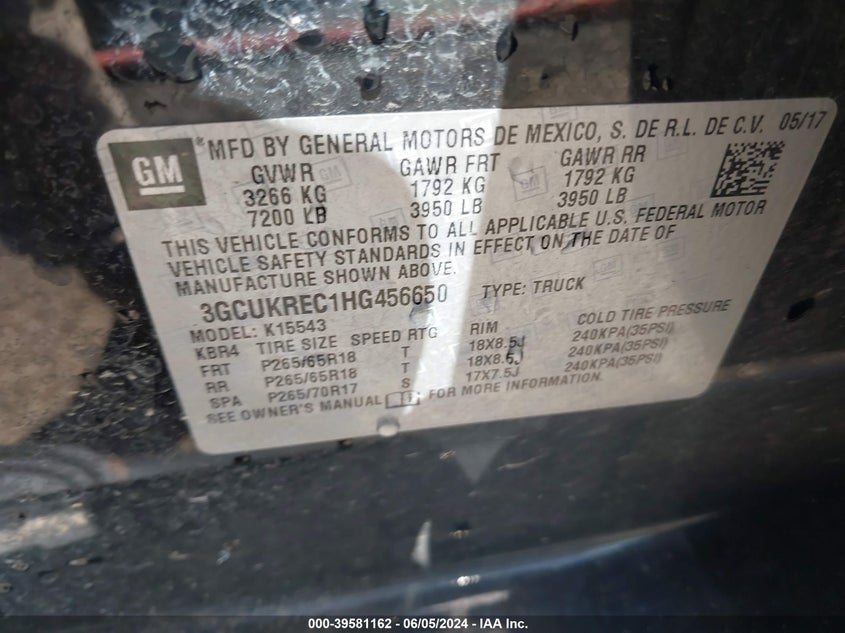 GM
*MFD BY GENERAL MOTORS DE MEXICO, S. DE R.L. DE C.V. 05/17
GVWR GAWR FRT GAWR RR
3266 KG 1792 KG 1792 KG
7200 LB 3950 LB 3950 LB
THIS VEHICLE CONFORMS TO ALL APPLICABLE U.S. FEDERAL MOTOR
VEHICLE SAFETY STANDARDS IN EFFECT ON THE DATE OF
MANUFACTURE SHOWN ABOVE.
3GCUKREC1HG456650 TYPE: TRUCK
MODEL: K15543
KBR4 TIRE SIZE SPEED RTG RIM COLD TIRE PRESSURE
FRT P265/65R18 T 18X8.5J 240KPA(35PSI)
RR P265/65R18 T 18X8.5J 240KPA(35PSI)
SPA P265/70R17 S 17X7.5J 240KPA(35PSI)
SEE OWNER'S MANUAL FOR MORE INFORMATION.
000-39581162 - 06/05/2024 - IAA Inc.